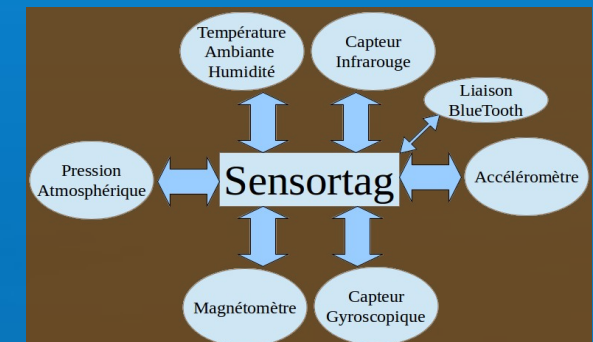 Température
Ambiante
Humidité
Capteur
Infrarouge
Liaison
BlueTooth
Pression
Atmosphérique
Sensortag
Accéléromètre
Magnétomètre
Capteur
Gyroscopique